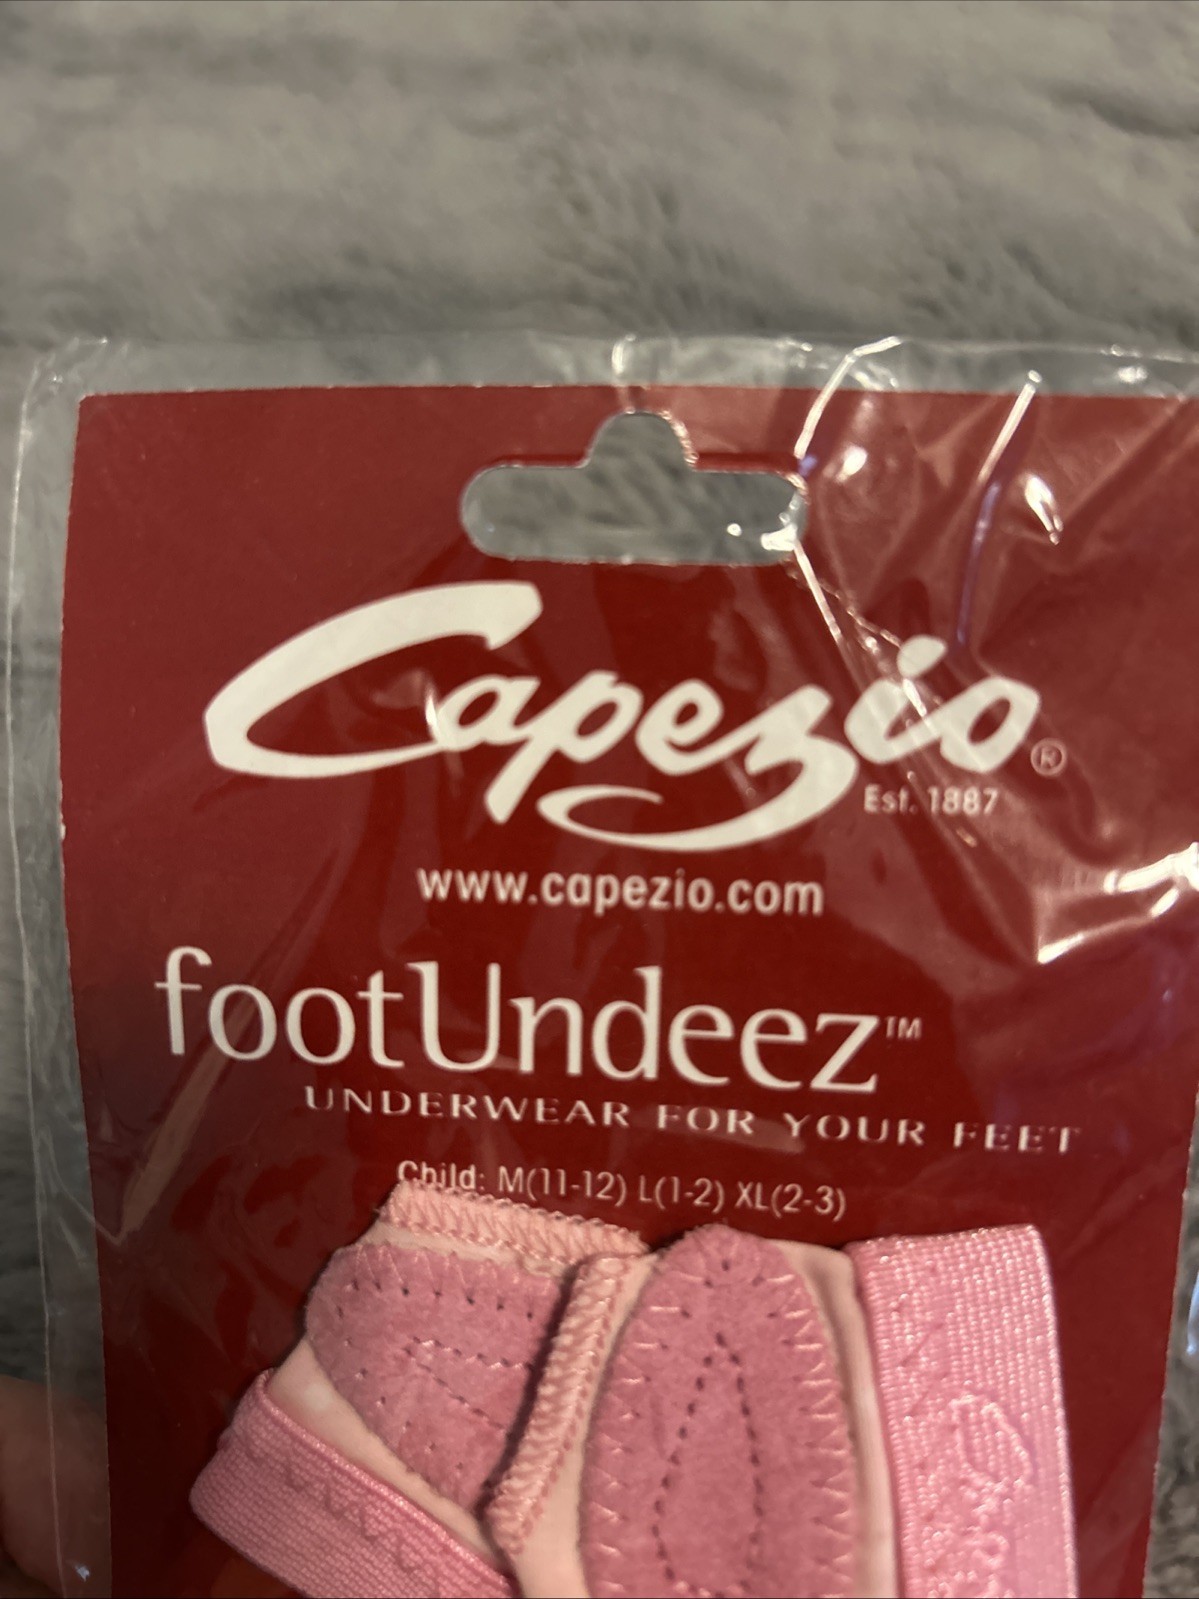 Capezio®
Est. 1887
www.capezio.com
footUndeez™
UNDERWEAR FOR YOUR FEET
Child: M(11-12) L(1-2) XL(2-3)